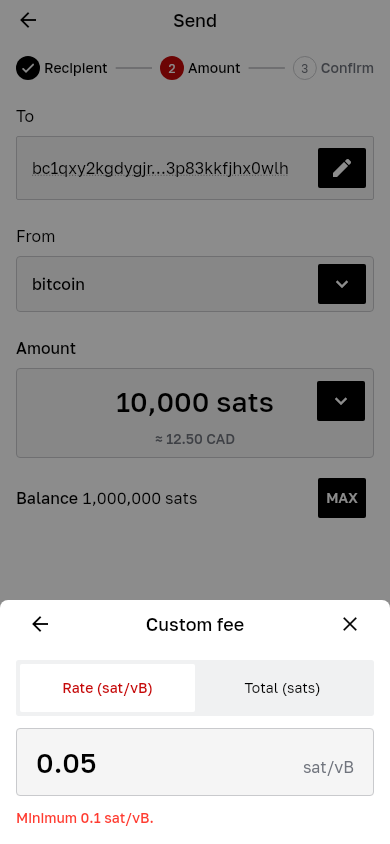 Send
Recipient 2 Amount 3 Confirm
To
bc1qxy2kgdygjr...3p83kkfjhx0wlh
From
bitcoin
Amount
10,000 sats
≈ 12.50 CAD
Balance 1,000,000 sats MAX
Custom fee
Rate (sat/vB) Total (sats)
0.05 sat/vB
Minimum 0.1 sat/vB.